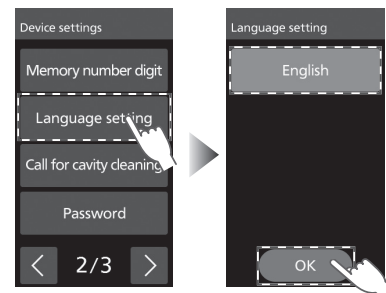 Device settings
Memory number digit
Language setting
Call for cavity cleaning
Password
< 2/3 >
Language setting
English
OK